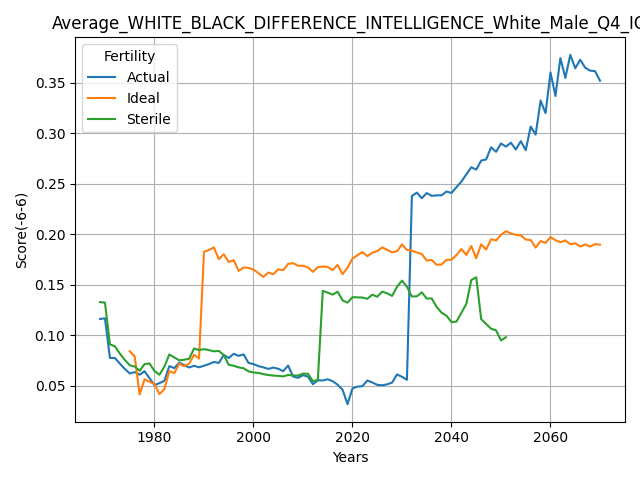 Average_WHITE_BLACK_DIFFERENCE_INTELLIGENCE_White_Male_Q4_IQ
Fertility
Actual
Ideal
Sterile
0.35
0.30
0.25
0.20
0.15
0.10
0.05
Score(-6-6)
1980 2000 2020 2040 2060
Years